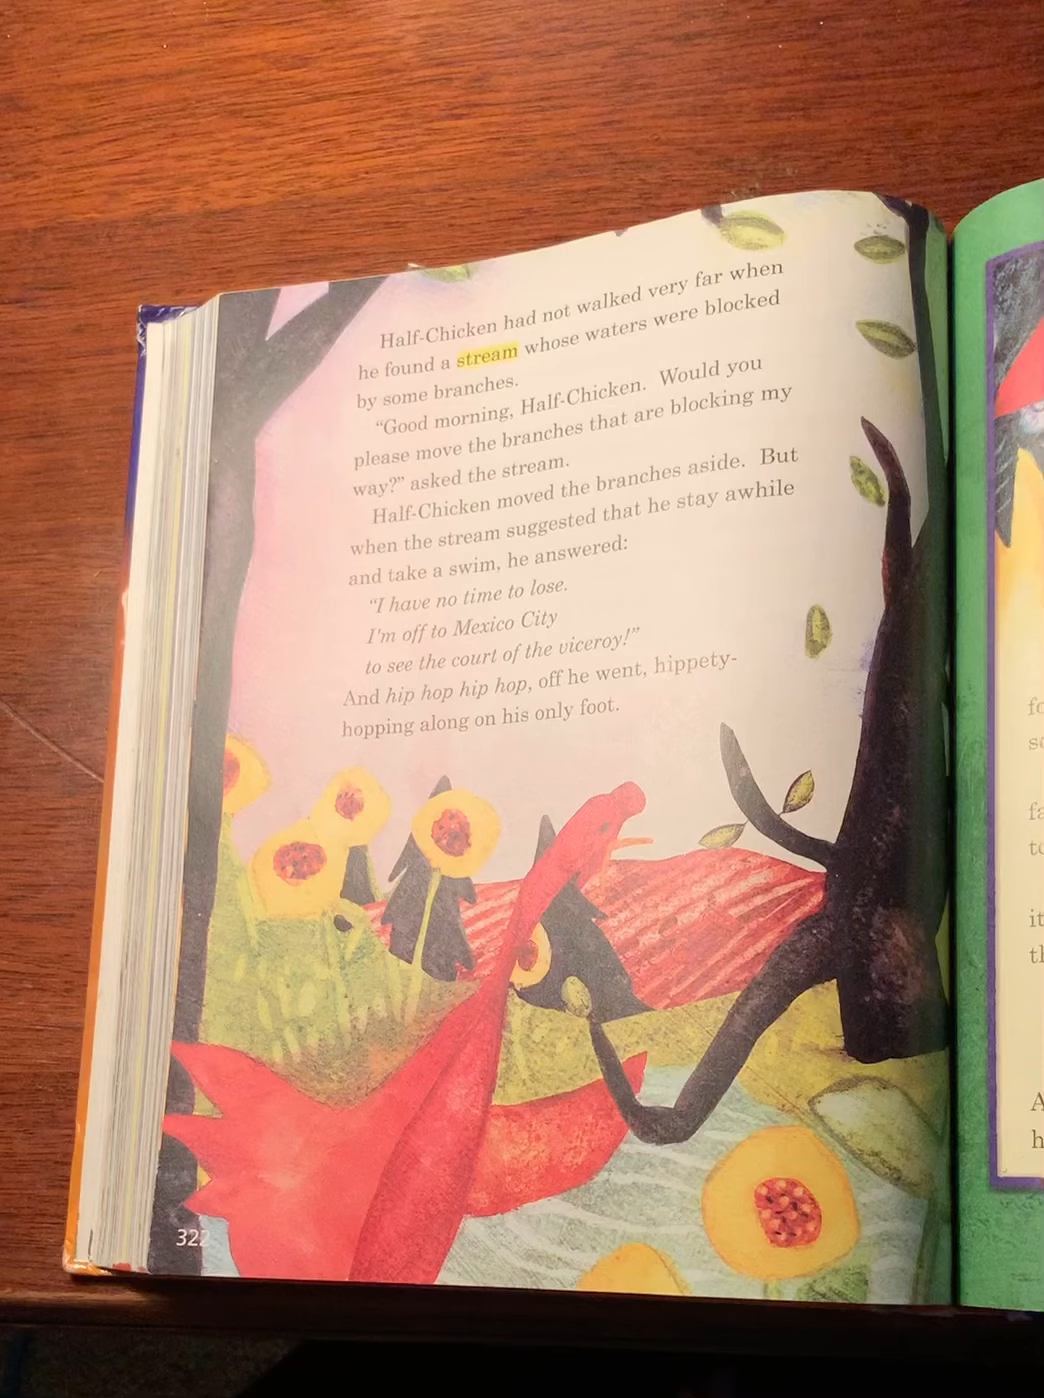 Half-Chicken had not walked very far when
he found a stream whose waters were blocked
by some branches.
“Good morning, Half-Chicken. Would you
please move the branches that are blocking my
way?” asked the stream.
Half-Chicken moved the branches aside. But
when the stream suggested that he stay awhile
and take a swim, he answered:
“I have no time to lose.
I'm off to Mexico City
to see the court of the viceroy!”
And hip hop hip hop, off he went, hippety-
hopping along on his only foot.
322